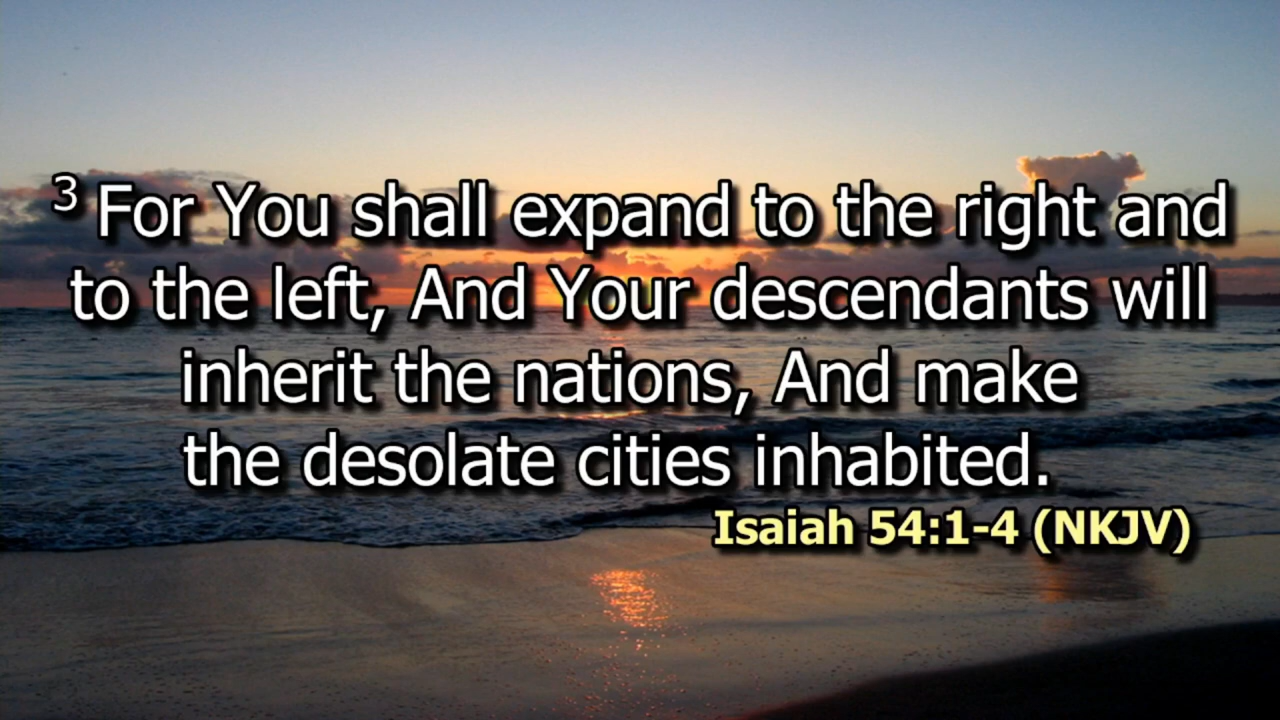 3 For You shall expand to the right and
to the left, And Your descendants will
inherit the nations, And make
the desolate cities inhabited.
Isaiah 54:1-4 (NKJV)